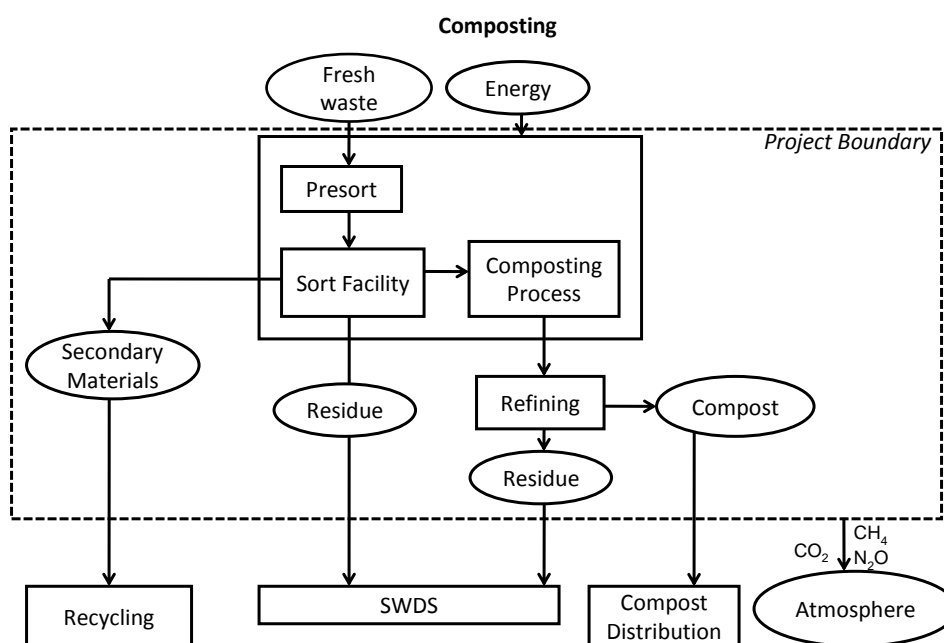 Composting
Fresh
waste
Energy
Project Boundary
Presort
Sort Facility
Composting
Process
Secondary
Materials
Residue
Refining
Compost
Residue
CO₂
CH₄
N₂O
Recycling
SWDS
Compost
Distribution
Atmosphere